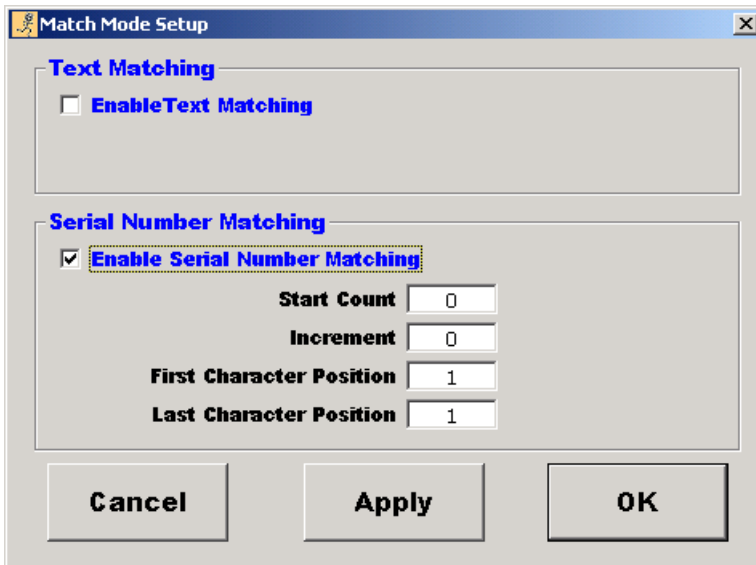 Match Mode Setup
Text Matching
EnableText Matching
Serial Number Matching
Enable Serial Number Matching
Start Count 0
Increment 0
First Character Position 1
Last Character Position 1
Cancel Apply OK